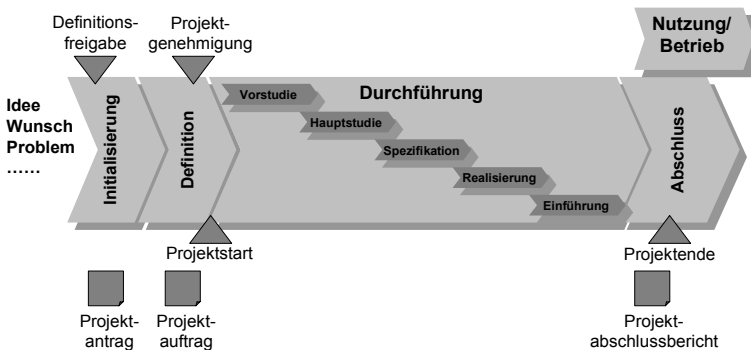 Definitions-
freigabe
Projekt-
genehmigung
Nutzung/
Betrieb
Idee
Wunsch
Problem
......
Initialisierung
Definition
Durchführung
Vorstudie
Hauptstudie
Spezifikation
Realisierung
Einführung
Abschluss
Projektstart
Projektende
Projekt-
antrag
Projekt-
auftrag
Projekt-
abschlussbericht